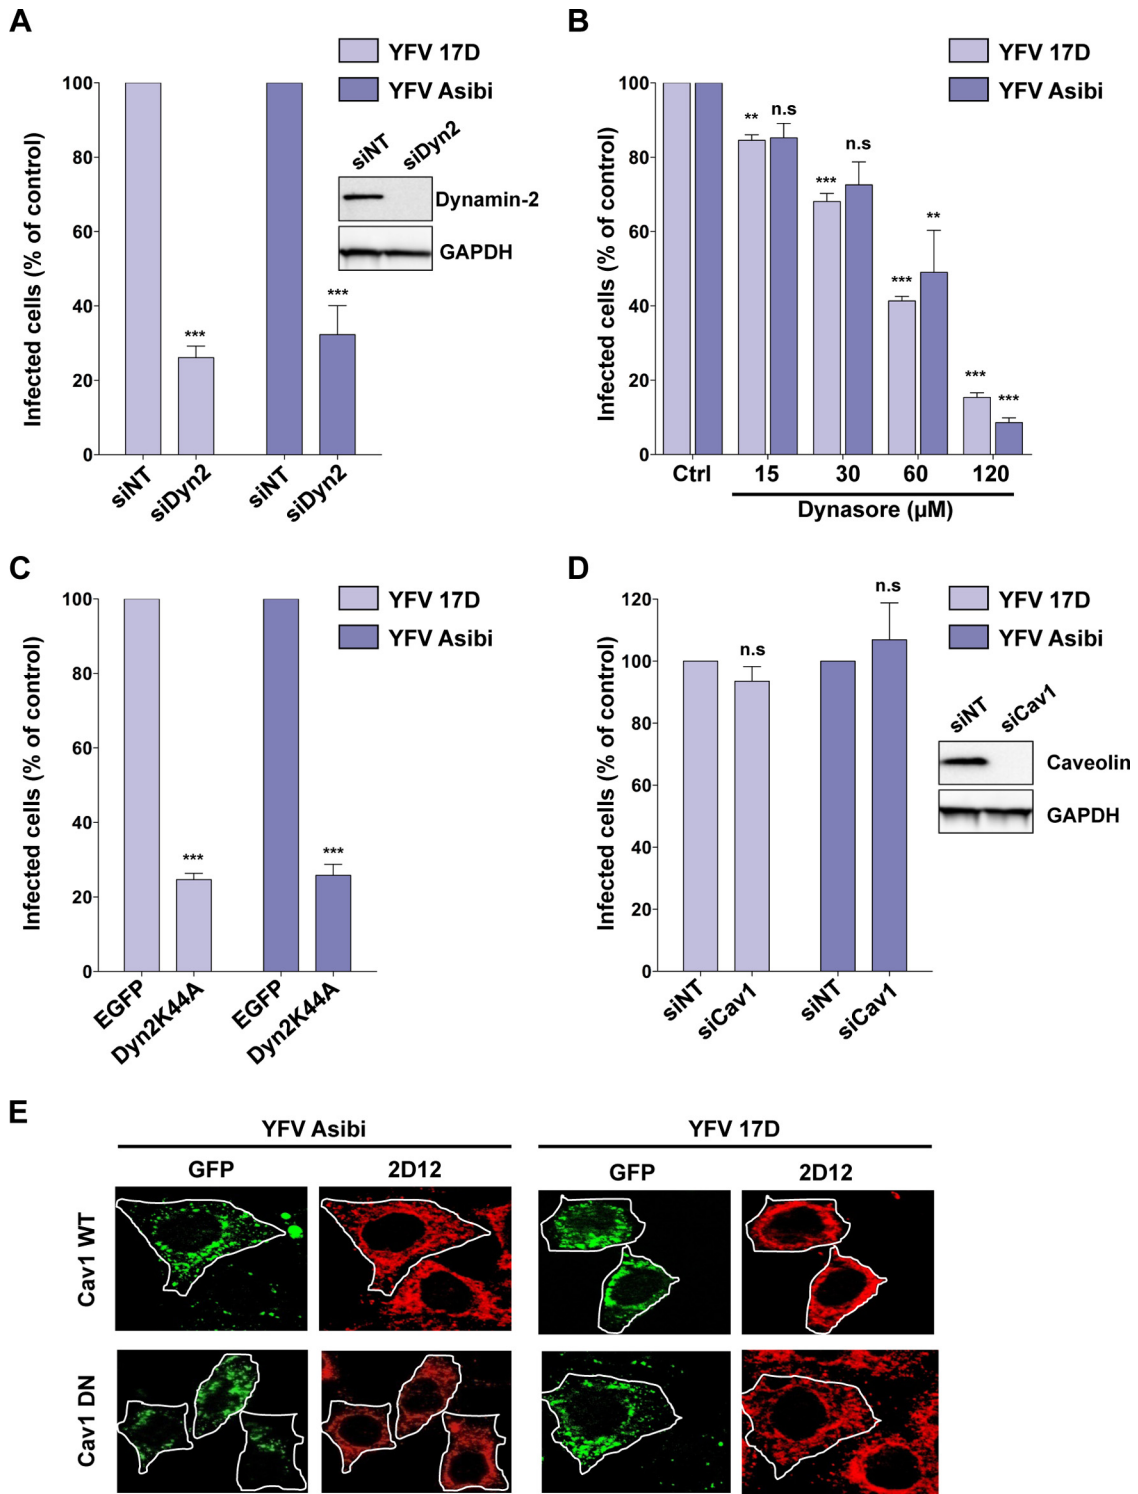 A
YFV 17D
YFV Asibi
Infected cells (% of control)
100
80
60
40
20
0
***
***
siNT
siDyn2
siNT
siDyn2
siNT
siDyn2
Dynamin-2
GAPDH
B
YFV 17D
YFV Asibi
Infected cells (% of control)
100
80
60
40
20
0
**
n.s
***
n.s
***
**
***
***
Ctrl
15
30
60
120
Dynasore (µM)
C
YFV 17D
YFV Asibi
Infected cells (% of control)
100
80
60
40
20
0
***
***
EGFP
Dyn2K44A
EGFP
Dyn2K44A
D
YFV 17D
YFV Asibi
Infected cells (% of control)
120
100
80
60
40
20
0
n.s
n.s
siNT
siCav1
siNT
siCav1
siNT
siCav1
Caveolin
GAPDH
E
YFV Asibi
YFV 17D
GFP
2D12
GFP
2D12
Cav1 WT
Cav1 DN